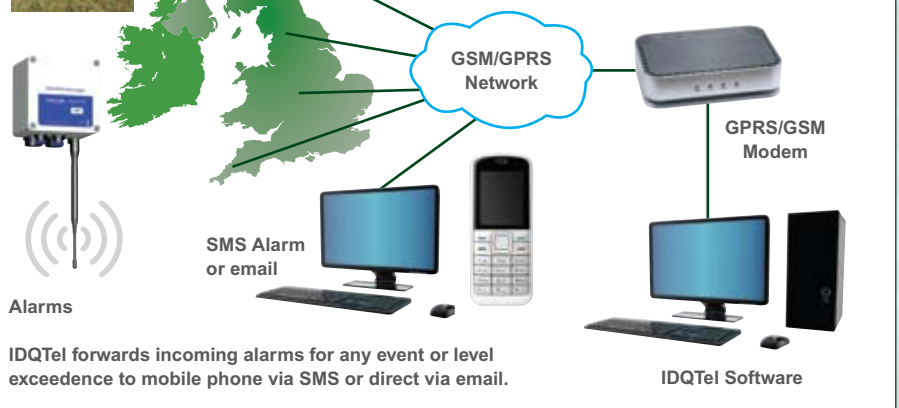 GSM/GPRS
Network
GPRS/GSM
Modem
SMS Alarm
or email
Alarms
IDQTel forwards incoming alarms for any event or level
exceedence to mobile phone via SMS or direct via email.
IDQTel Software